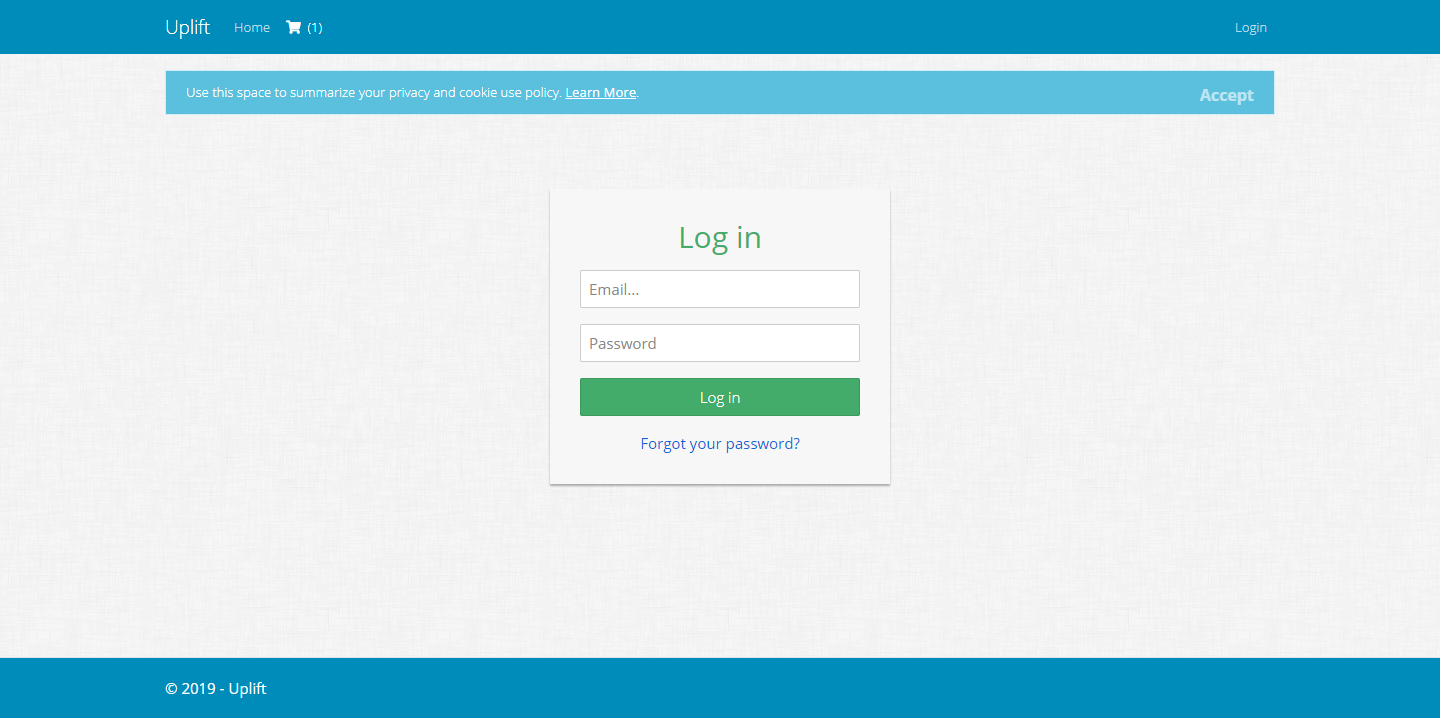 Uplift Home (1) Login
Use this space to summarize your privacy and cookie use policy. Learn More. Accept
Log in
Email...
Password
Log in
Forgot your password?
© 2019 - Uplift